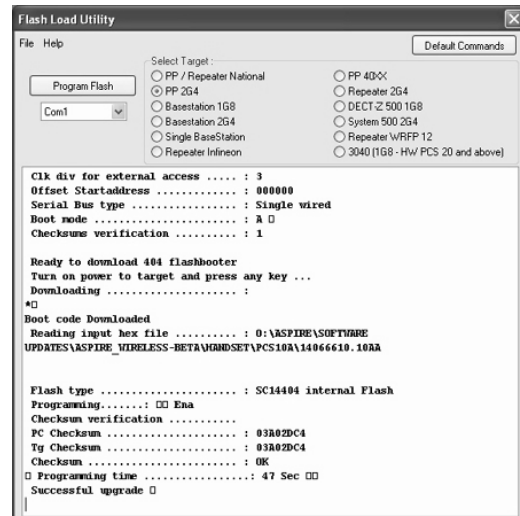 Flash Load Utility
File Help
Default Commands
Select Target :
Program Flash
Com1
PP / Repeater National
PP 2G4
Basestation 1G8
Basestation 2G4
Single BaseStation
Repeater Infineon
PP 40XX
Repeater 2G4
DECT-Z 500 1G8
System 500 2G4
Repeater WRFP 12
3040 (1G8 - HW PCS 20 and above)
Clk div for external access ..... : 3
Offset Startaddress ............. : 000000
Serial Bus type ................. : Single wired
Boot mode ....................... : A □
Checksums verification .......... : 1
Ready to download 404 flashbooter
Turn on power to target and press any key ...
Downloading ..................... :
*□
Boot code Downloaded
Reading input hex file .......... : O:\ASPIRE\SOFTWARE
UPDATES\ASPIRE_WIRELESS-BETA\HANDSET\PCS10A\14066610.10AA
Flash type ...................... : SC14404 internal Flash
Programming.......: □□ Ena
Checksum verification ...........
PC Checksum ..................... : 03A02DC4
Tg Checksum ..................... : 03A02DC4
Checksum ........................ : OK
□ Programming time .................: 47 Sec □□
Successful upgrade □